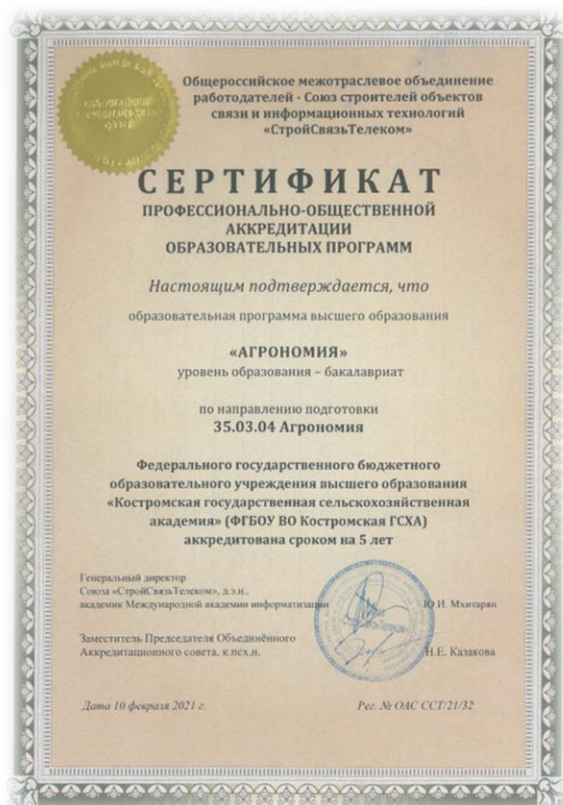 Общероссийское межотраслевое объединение
работодателей - Союз строителей объектов
связи и информационных технологий
«СтройСвязьТелеком»
СЕРТИФИКАТ
ПРОФЕССИОНАЛЬНО-ОБЩЕСТВЕННОЙ
АККРЕДИТАЦИИ
ОБРАЗОВАТЕЛЬНЫХ ПРОГРАММ
Настоящим подтверждается, что
образовательная программа высшего образования
«АГРОНОМИЯ»
уровень образования – бакалавриат
по направлению подготовки
35.03.04 Агрономия
Федерального государственного бюджетного
образовательного учреждения высшего образования
«Костромская государственная сельскохозяйственная
академия» (ФГБОУ ВО Костромская ГСХА)
аккредитована сроком на 5 лет
Генеральный директор
Союза «СтройСвязьТелеком», д.э.н.,
академик Международной академии информатизации Ю И. Мхитарян
Заместитель Председателя Объединённого
Аккредитационного совета, к.псх.н. Н.Е. Казакова
Дата 10 февраля 2021 г. Рег. № ОАС ССТ/21/32